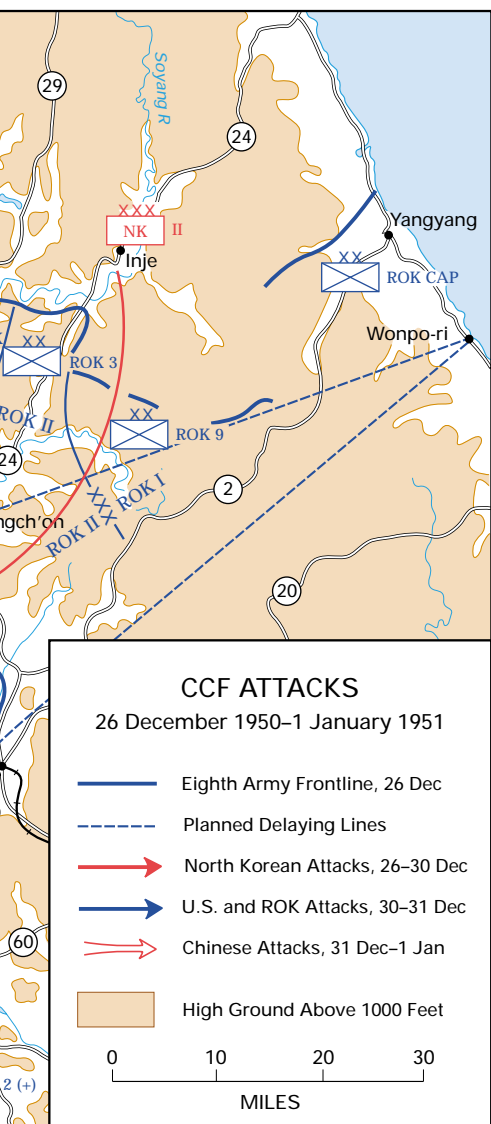 29
Soyang R
24
XXX
NK II
Inje
Yangyang
XX
ROK CAP
Wonpo-ri
XX
ROK 3
ROK II
XX
ROK 9
24
2
ngch'on
XXX
ROK I
ROK II
20
CCF ATTACKS
26 December 1950–1 January 1951
Eighth Army Frontline, 26 Dec
Planned Delaying Lines
North Korean Attacks, 26–30 Dec
U.S. and ROK Attacks, 30–31 Dec
Chinese Attacks, 31 Dec–1 Jan
High Ground Above 1000 Feet
0 10 20 30
MILES
60
2 (+)